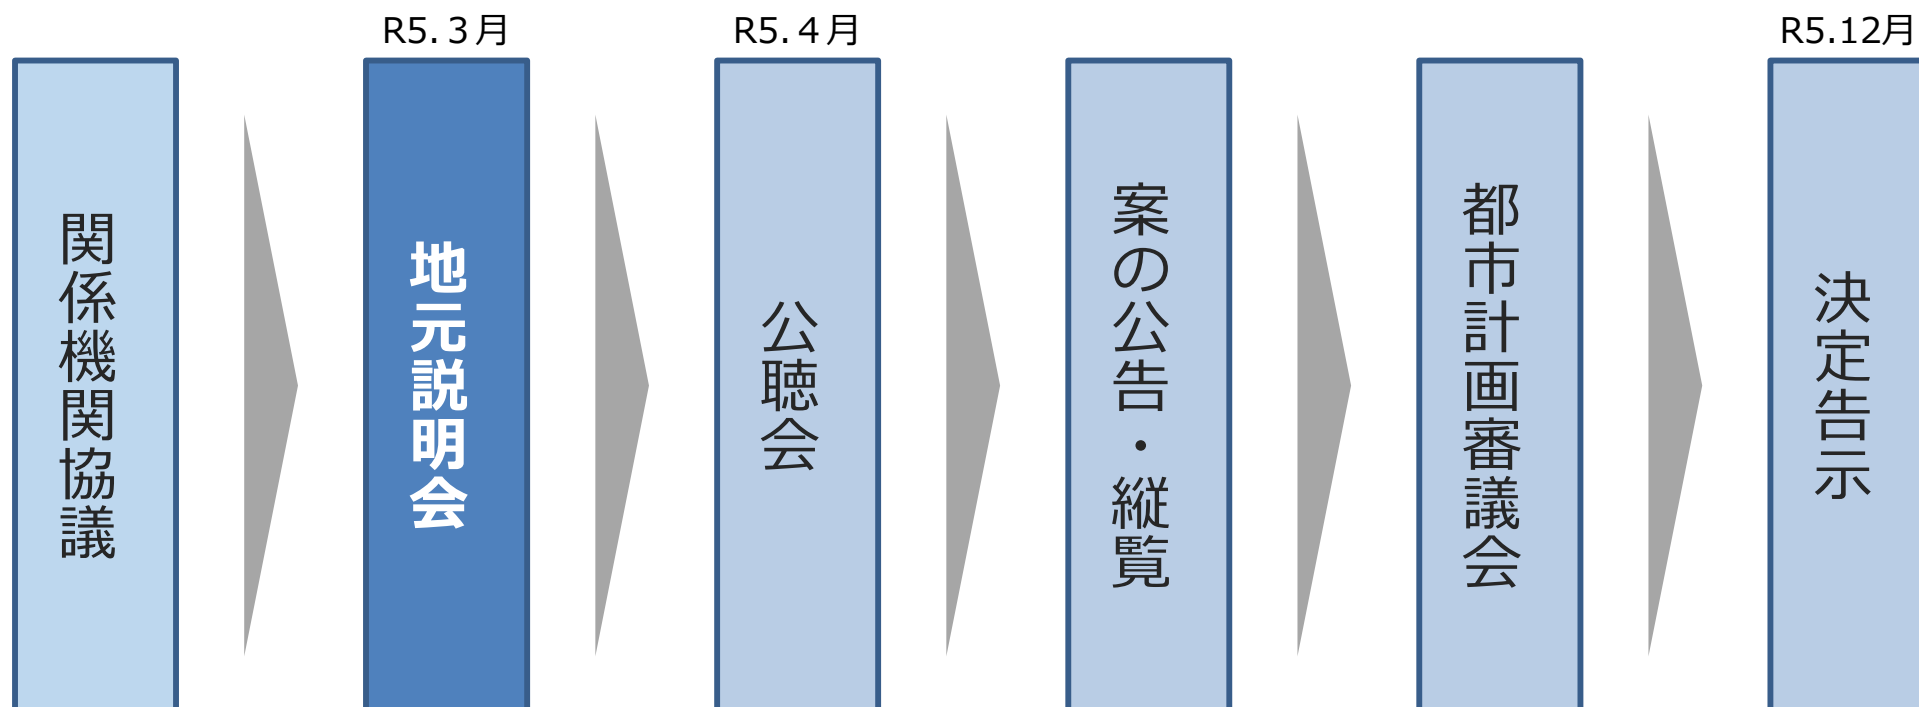 関係機関協議
R5.３月
地元説明会
R5.４月
公聴会
案の公告・縦覧
都市計画審議会
R5.12月
決定告示